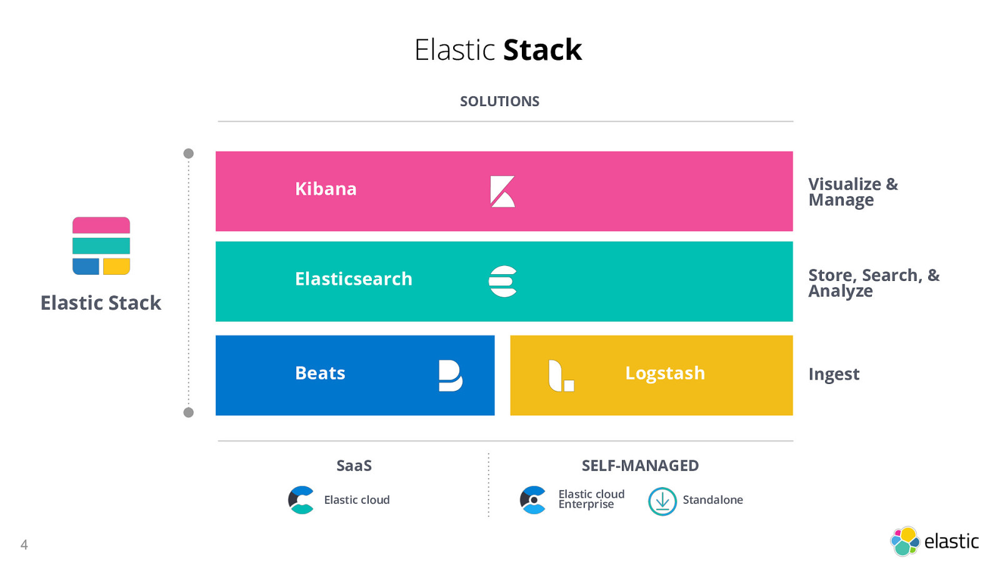 Elastic Stack
SOLUTIONS
Kibana
Visualize &
Manage
Elasticsearch
Store, Search, &
Analyze
Elastic Stack
Beats
Logstash
Ingest
SaaS
SELF-MANAGED
Elastic cloud
Elastic cloud
Enterprise
Standalone
4
elastic